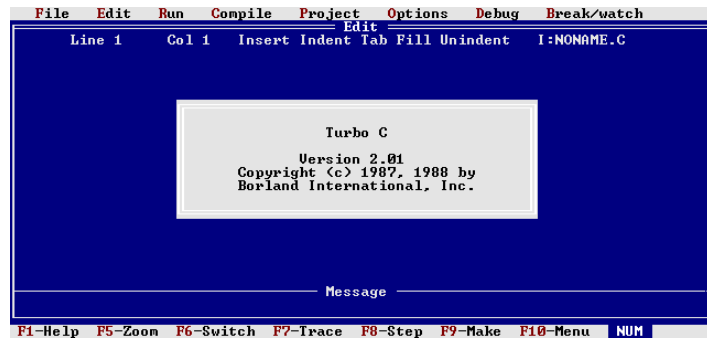 File Edit Run Compile Project Options Debug Break/watch
Edit
Line 1 Col 1 Insert Indent Tab Fill Unindent I:NONAME.C
Turbo C
Version 2.01
Copyright (c) 1987, 1988 by
Borland International, Inc.
Message
F1-Help F5-Zoom F6-Switch F7-Trace F8-Step F9-Make F10-Menu NUM